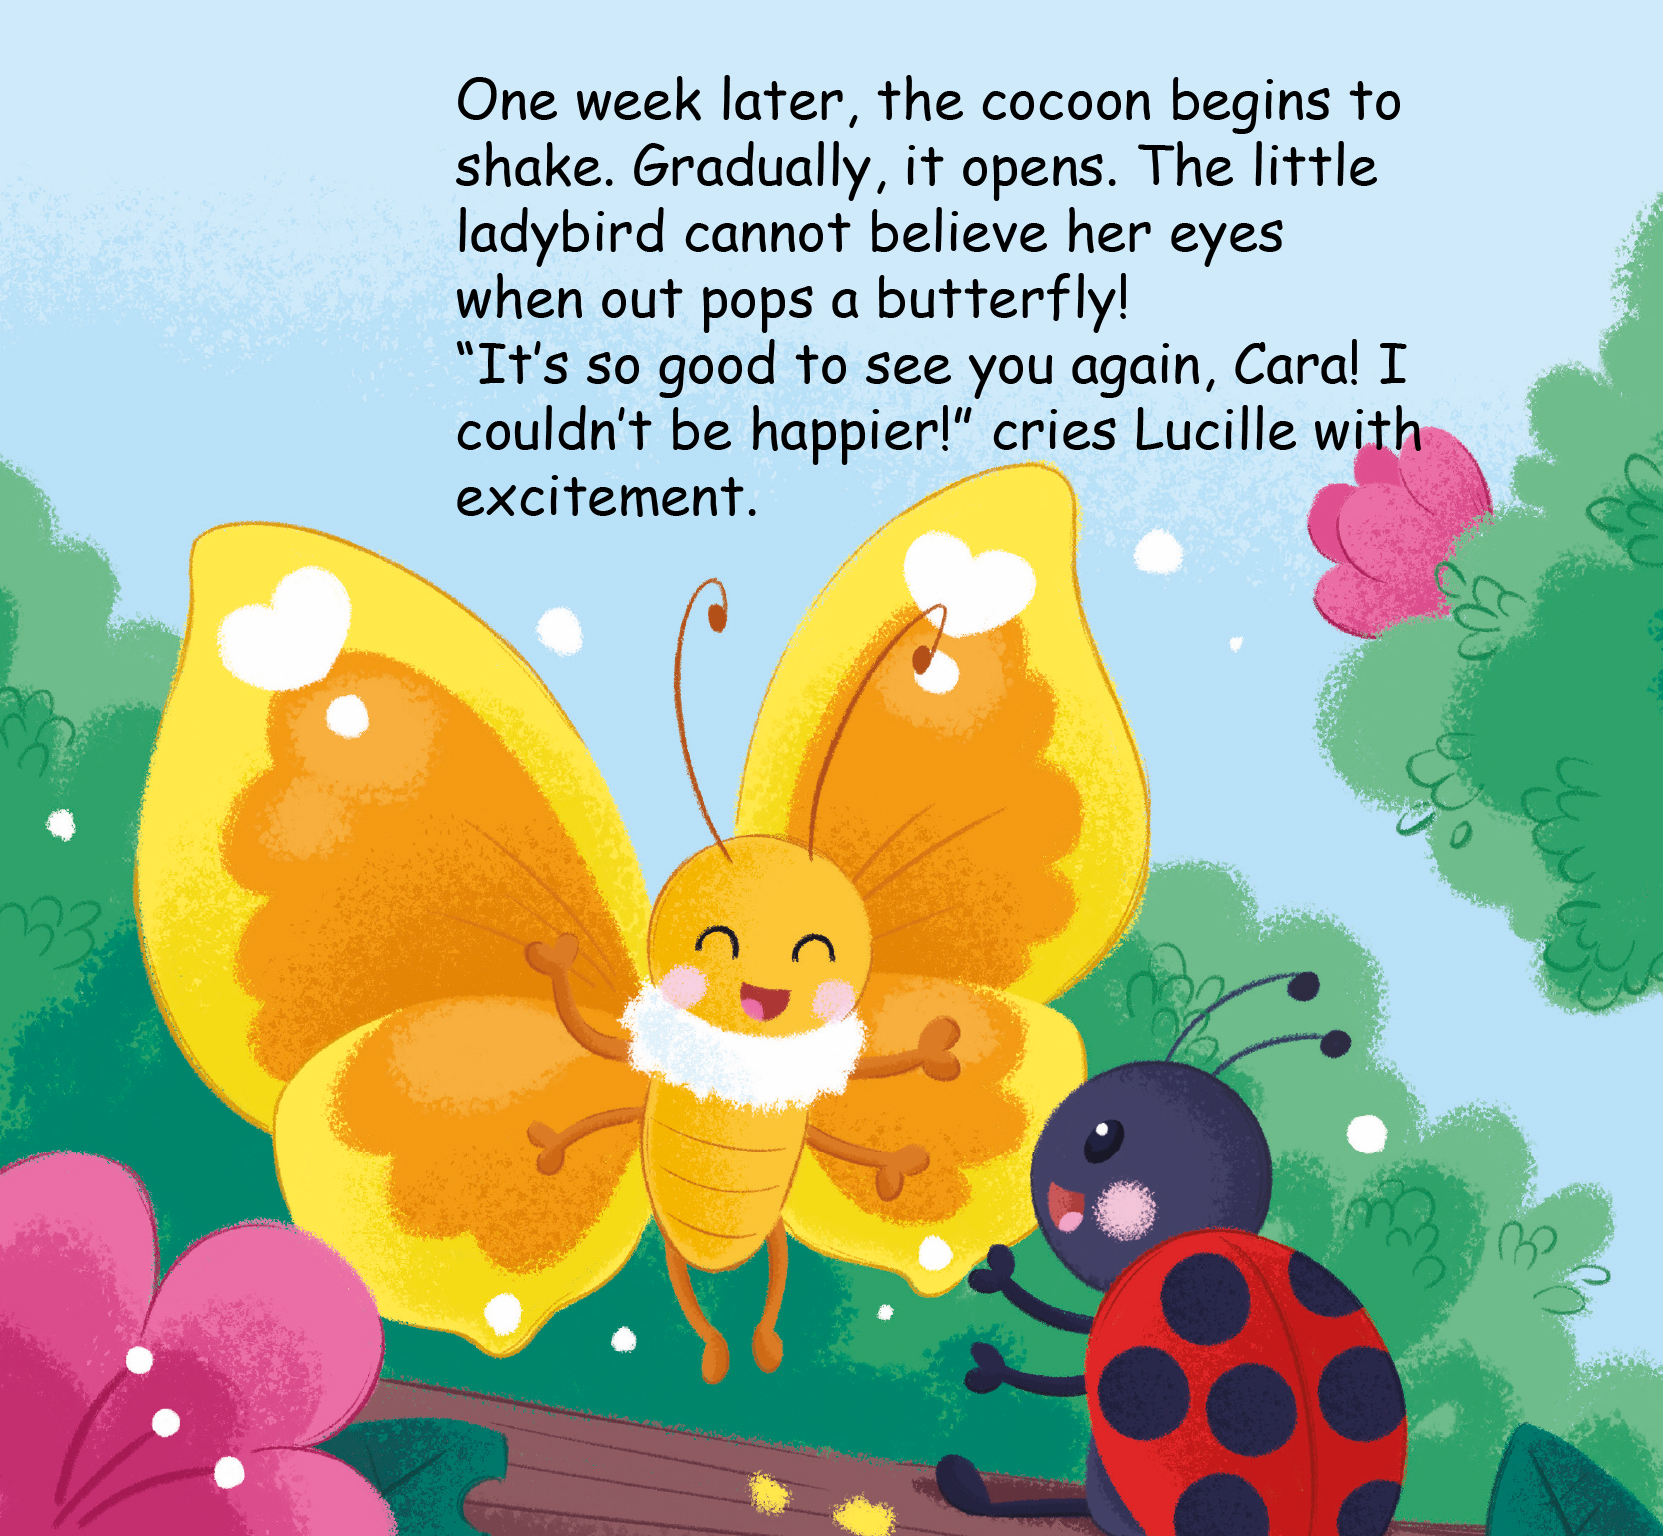 One week later, the cocoon begins to
shake. Gradually, it opens. The little
ladybird cannot believe her eyes
when out pops a butterfly!
“It’s so good to see you again, Cara! I
couldn’t be happier!” cries Lucille with
excitement.